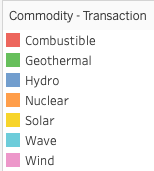 Commodity - Transaction
Combustible
Geothermal
Hydro
Nuclear
Solar
Wave
Wind